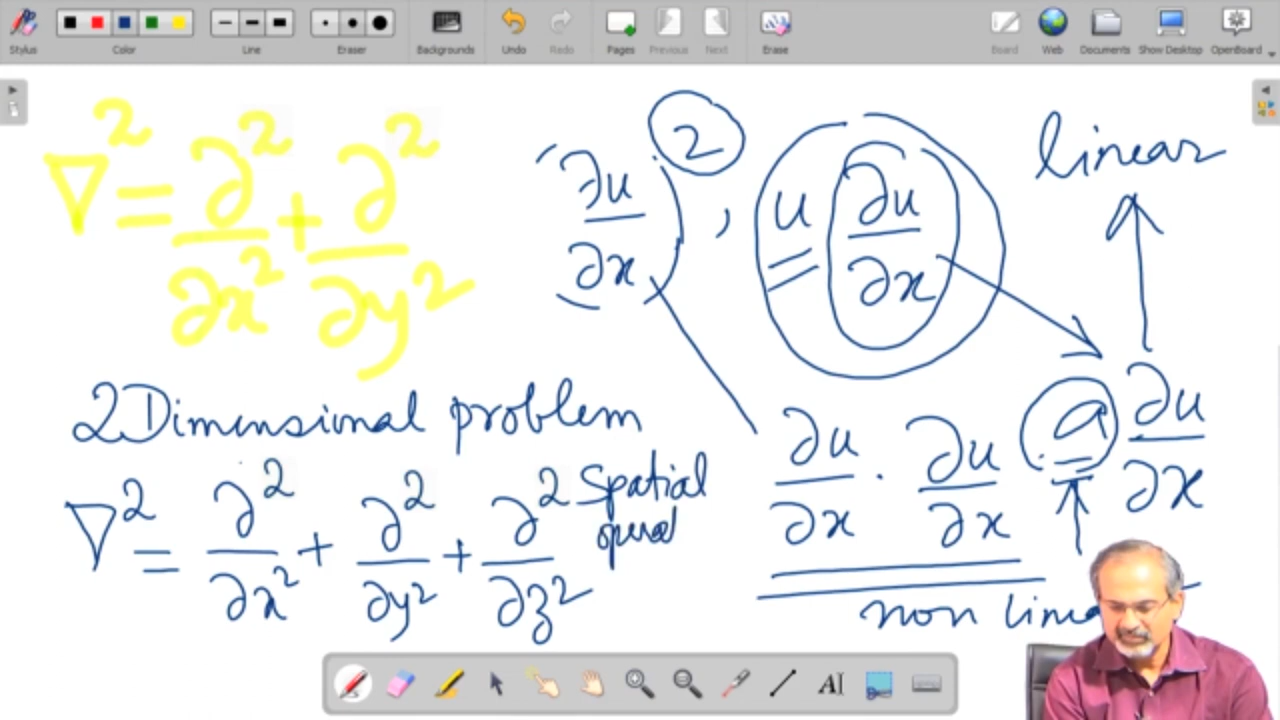 Stylus Color Line Eraser Backgrounds Undo Redo Pages Previous Next Erase Board Web Documents Show Desktop OpenBoard
∇² = ∂²/∂x² + ∂²/∂y²
(∂u/∂x)² , u ∂u/∂x
linear
2 Dimensional problem
∇² = ∂²/∂x² + ∂²/∂y² + ∂²/∂z²
Spatial
∂u/∂x · ∂u/∂x
a ∂u/∂x
non
AI